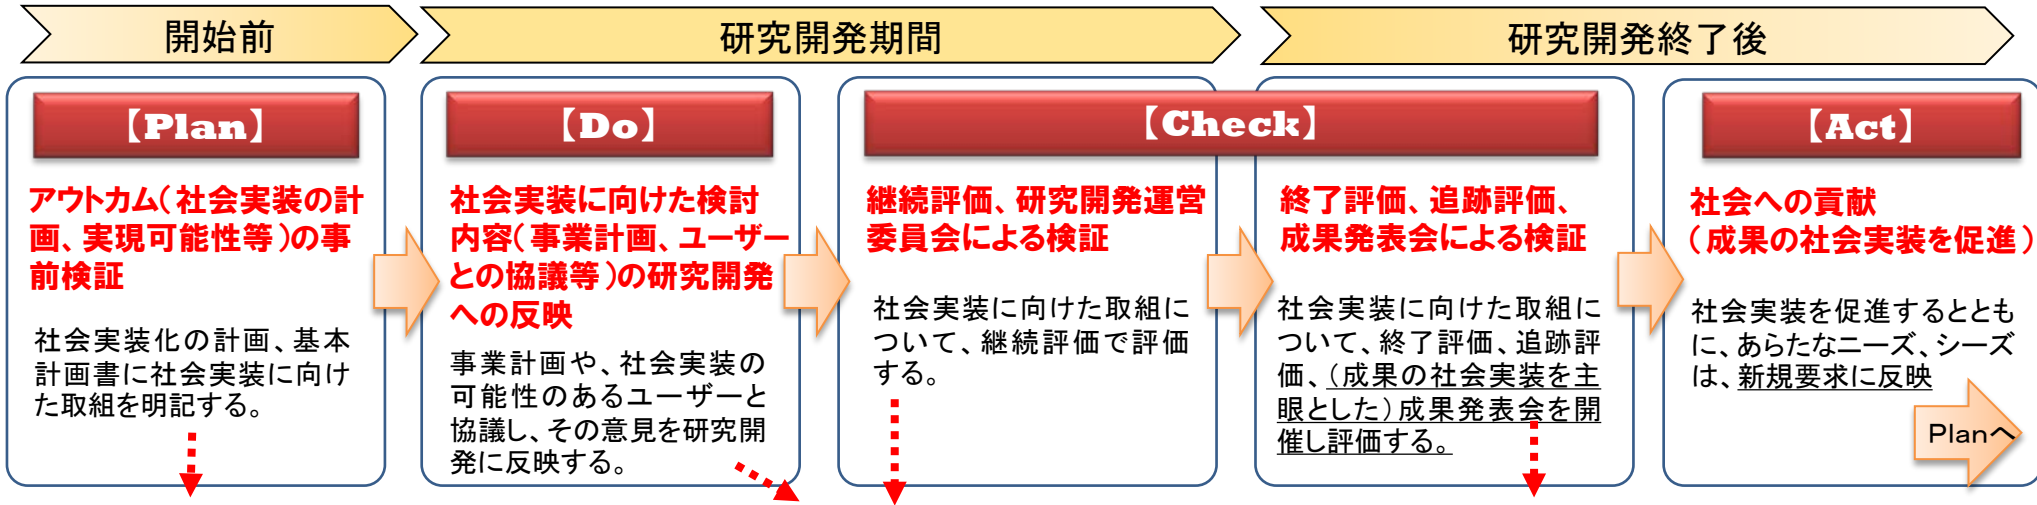 開始前
研究開発期間
研究開発終了後
【Plan】
アウトカム(社会実装の計
画、実現可能性等)の事
前検証
社会実装化の計画、基本
計画書に社会実装に向け
た取組を明記する。
【Do】
社会実装に向けた検討
内容(事業計画、ユーザー
との協議等)の研究開発
への反映
事業計画や、社会実装の
可能性のあるユーザーと
協議し、その意見を研究開
発に反映する。
【Check】
継続評価、研究開発運営
委員会による検証
社会実装に向けた取組に
ついて、継続評価で評価
する。
終了評価、追跡評価、
成果発表会による検証
社会実装に向けた取組に
ついて、終了評価、追跡評
価、(成果の社会実装を主
眼とした)成果発表会を開
催し評価する。
【Act】
社会への貢献
(成果の社会実装を促進)
社会実装を促進するととも
に、あらたなニーズ、シーズ
は、新規要求に反映
Planへ